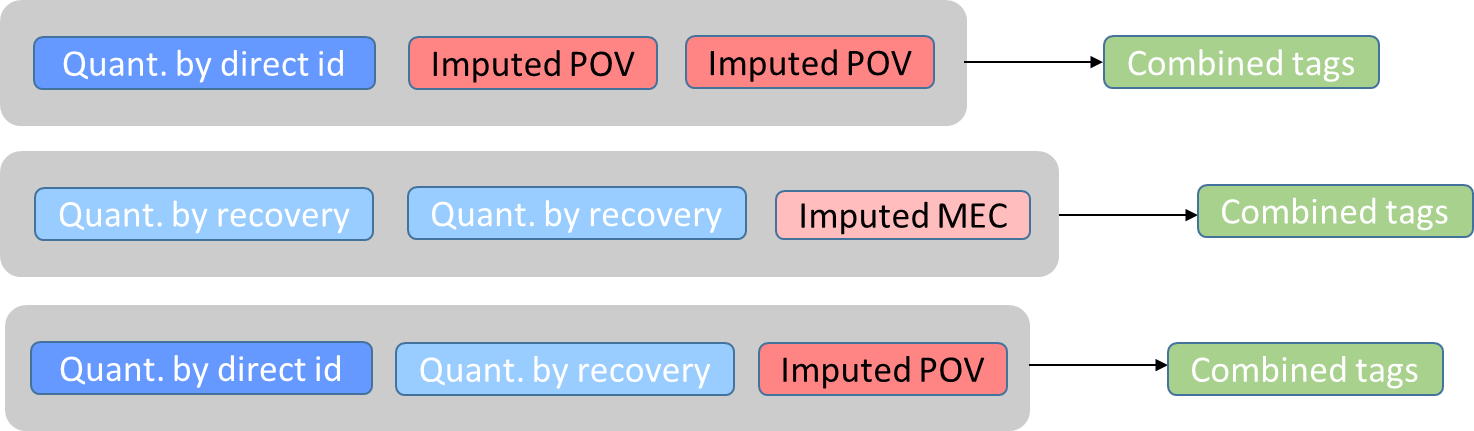 Quant. by direct id Imputed POV Imputed POV Combined tags
Quant. by recovery Quant. by recovery Imputed MEC Combined tags
Quant. by direct id Quant. by recovery Imputed POV Combined tags